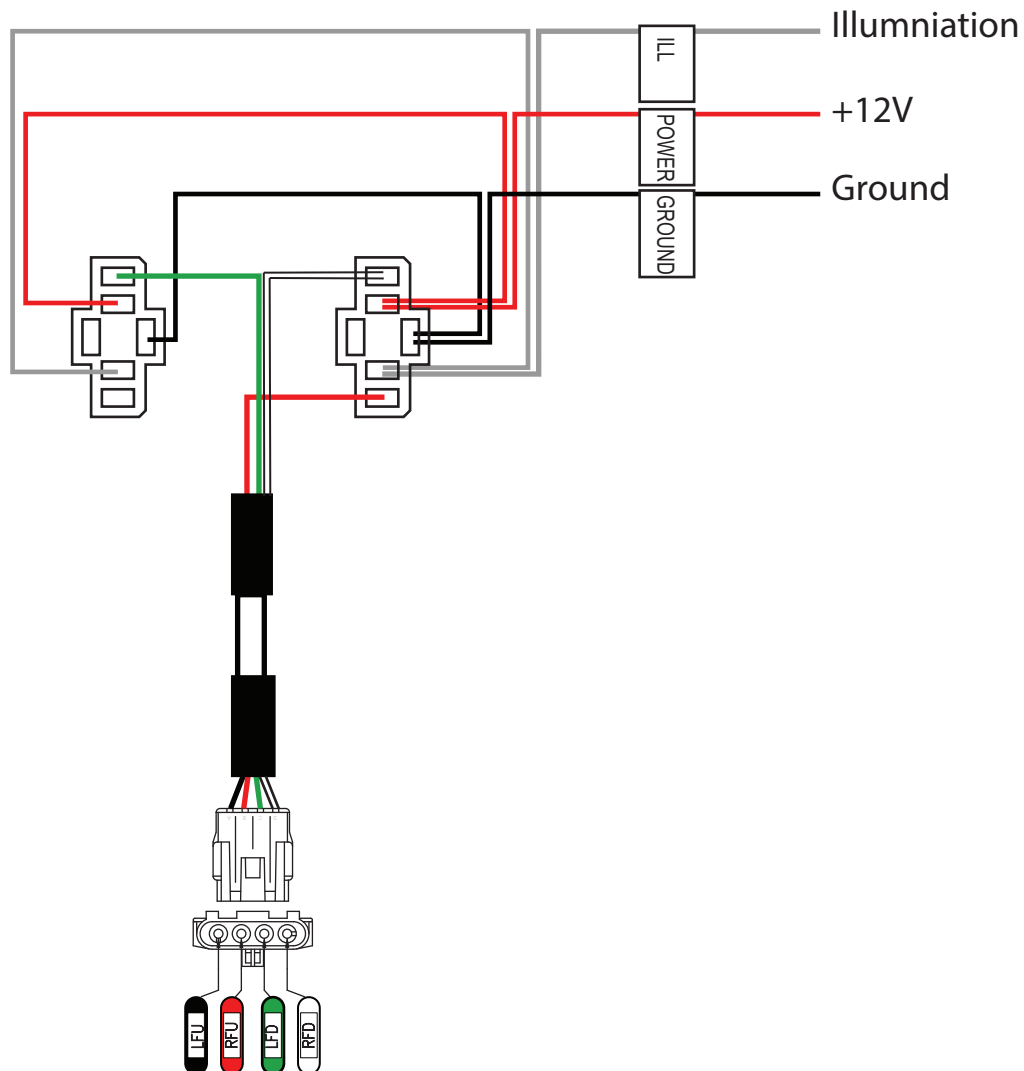 Illumniation
ILL
+12V
POWER
Ground
GROUND
LFU
RFU
LFD
RFD